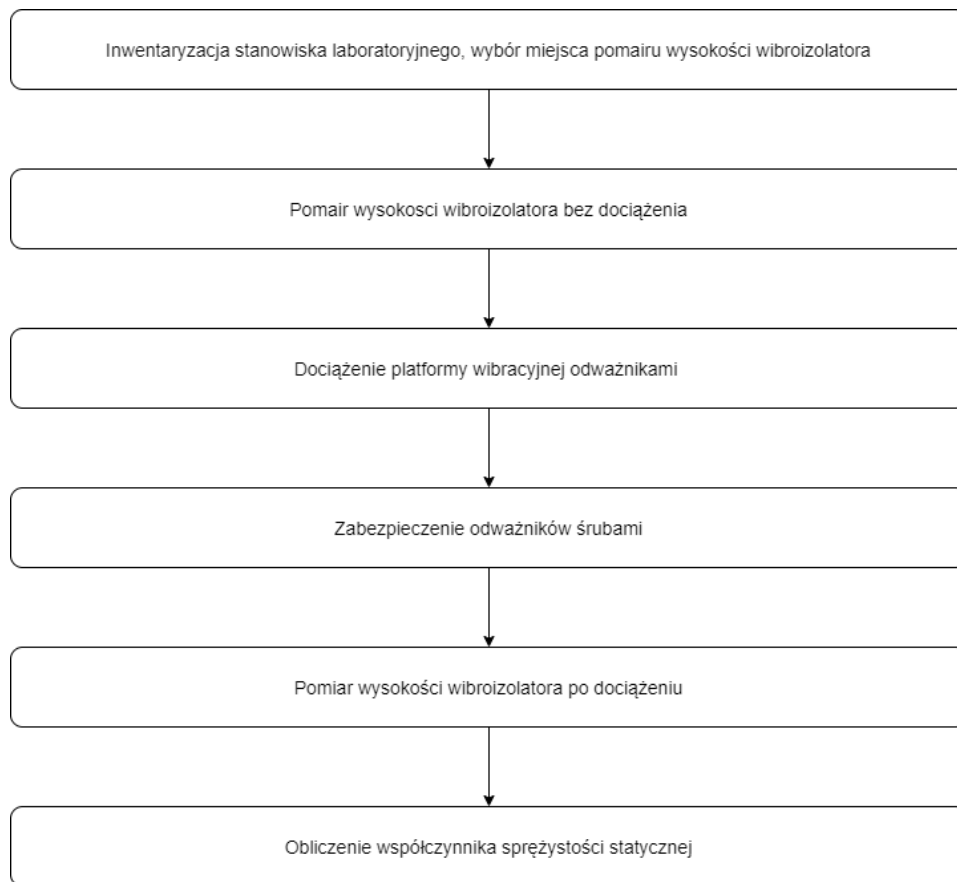 Inwentaryzacja stanowiska laboratoryjnego, wybór miejsca pomairu wysokości wibroizolatora
Pomair wysokosci wibroizolatora bez dociążenia
Dociążenie platformy wibracyjnej odważnikami
Zabezpieczenie odważników śrubami
Pomiar wysokości wibroizolatora po dociążeniu
Obliczenie współczynnika sprężystości statycznej